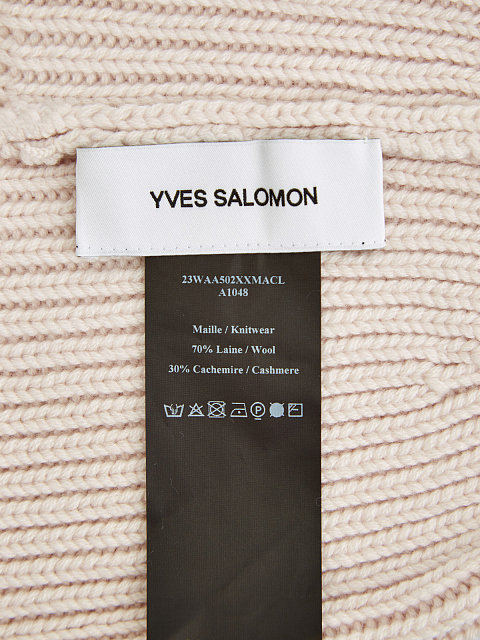 YVES SALOMON
23WAA502XXMACL
A1048
Maille / Knitwear
70% Laine / Wool
30% Cachemire / Cashmere